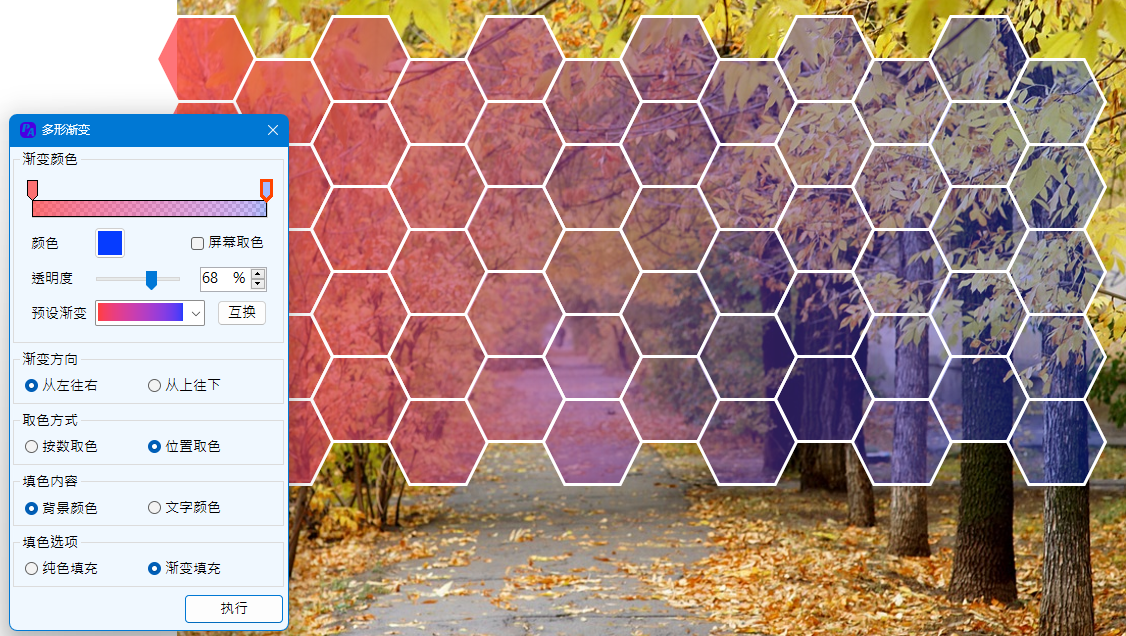 多形渐变
渐变颜色
颜色
屏幕取色
透明度
68 %
预设渐变
互换
渐变方向
从左往右
从上往下
取色方式
按数取色
位置取色
填色内容
背景颜色
文字颜色
填色选项
纯色填充
渐变填充
执行